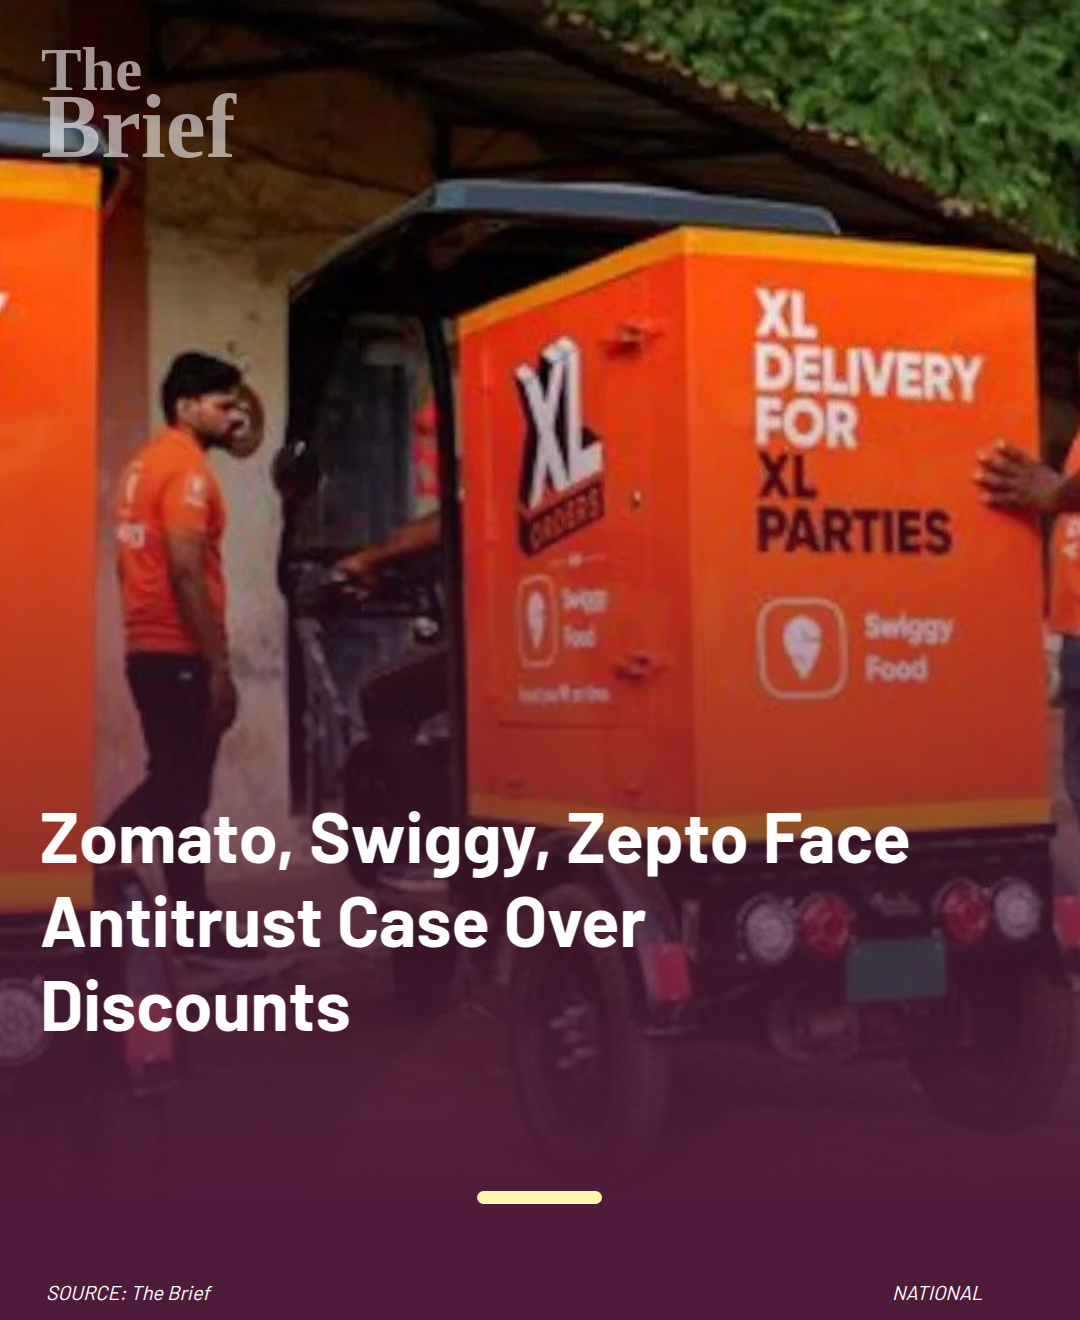 The
Brief
XL
DELIVERY
FOR
XL
PARTIES
XL
ORDERS
Swiggy
Food
Swiggy
Food
Zomato, Swiggy, Zepto Face
Antitrust Case Over
Discounts
SOURCE: The Brief
NATIONAL